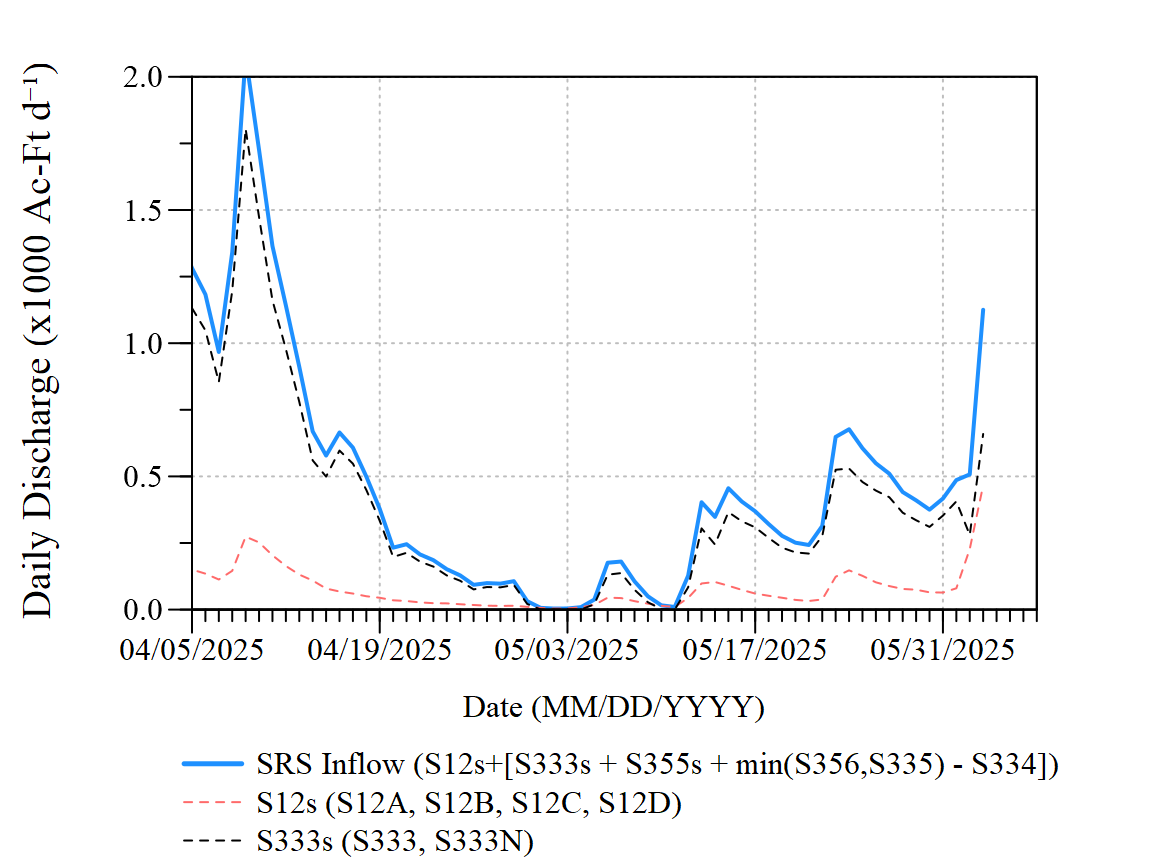 Daily Discharge (x1000 Ac-Ft d⁻¹)
2.0
1.5
1.0
0.5
0.0
04/05/2025 04/19/2025 05/03/2025 05/17/2025 05/31/2025
Date (MM/DD/YYYY)
SRS Inflow (S12s+[S333s + S355s + min(S356,S335) - S334])
S12s (S12A, S12B, S12C, S12D)
S333s (S333, S333N)